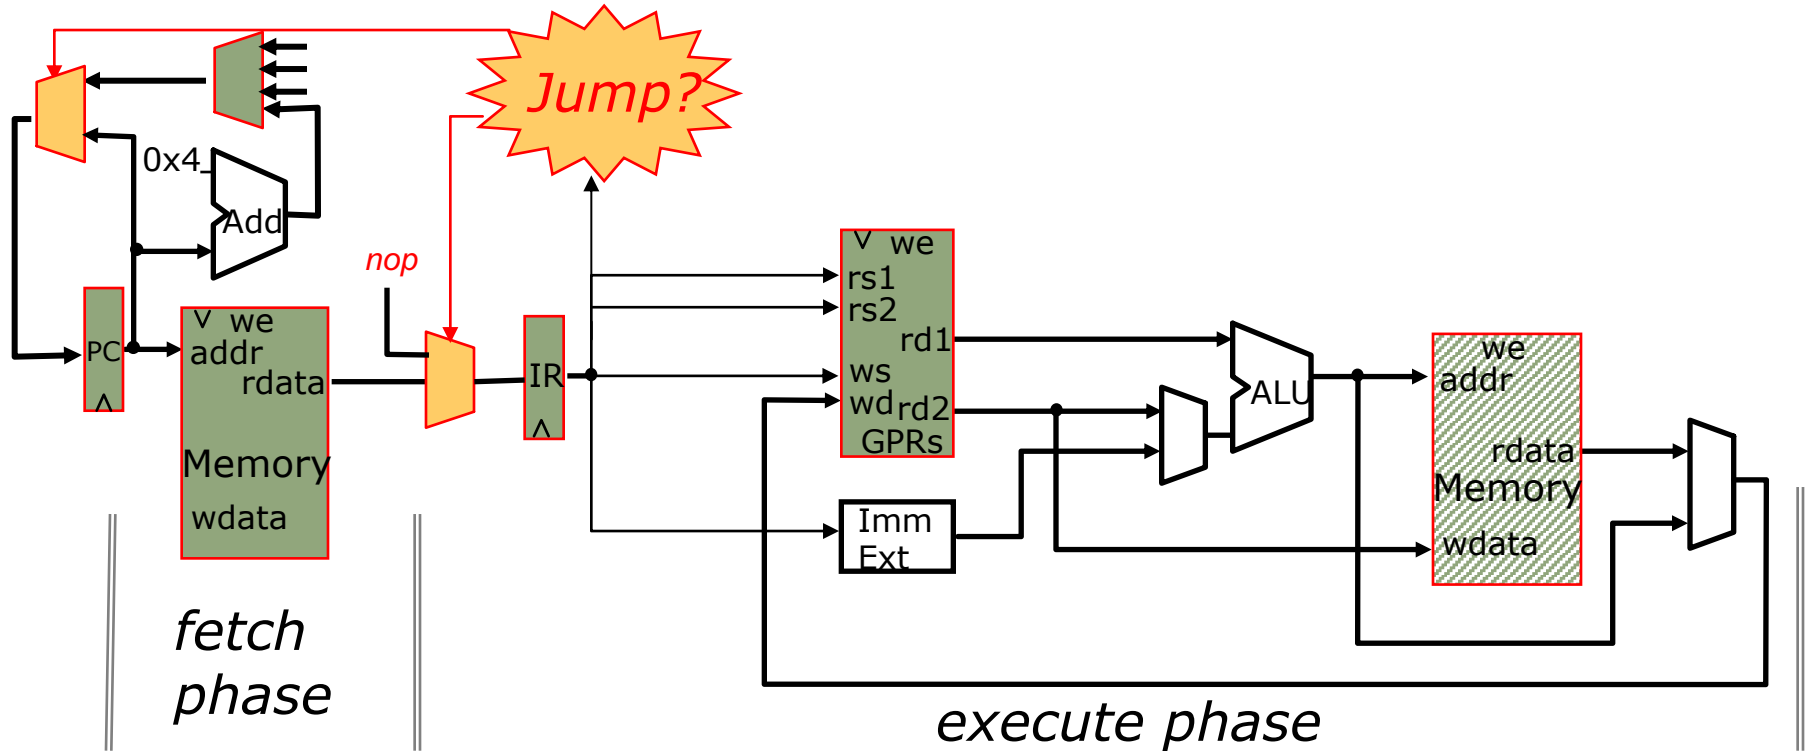 Jump?
0x4
Add
nop
PC
we
addr
rdata
Memory
wdata
IR
we
rs1
rs2
rd1
ws
wd rd2
GPRs
Imm
Ext
ALU
we
addr
rdata
Memory
wdata
fetch
phase
execute phase